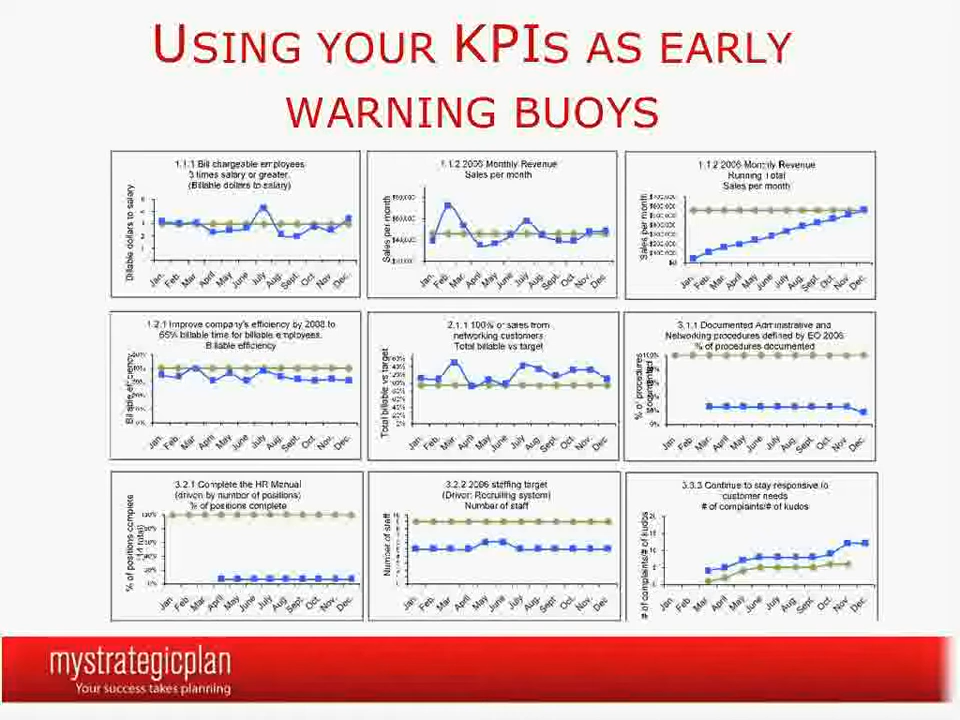 USING YOUR KPIS AS EARLY
WARNING BUOYS
1.1.1 Bill chargeable employees
3 times salary or greater.
(Billable dollars to salary)
Billable dollars to salary
Jan. Feb. Mar. April May June July Aug. Sept. Oct. Nov. Dec.
1.1.2 2006 Monthly Revenue
Sales per month
Sales per month
Jan. Feb. Mar. April May June July Aug. Sept. Oct. Nov. Dec.
1.1.2 2006 Monthly Revenue
Running Total
Sales per month
Sales per month
Jan. Feb. Mar. April May June July Aug. Sept. Oct. Nov. Dec.
1.2.1 Improve company's efficiency by 2008 to
65% billable time for billable employees.
Billable efficiency
Billable efficiency
Jan. Feb. Mar. April May June July Aug. Sept. Oct. Nov. Dec.
2.1.1 100% of sales from
networking customers
Total billable vs target
Total billable vs target
Jan. Feb. Mar. April May June July Aug. Sept. Oct. Nov. Dec.
3.1.1 Documented Administrative and
Networking procedures defined by EO 2006
% of procedures documented
% of procedures
documented
Jan. Feb. Mar. April May June July Aug. Sept. Oct. Nov. Dec.
3.2.1 Complete the HR Manual
(driven by number of positions)
% of positions complete
% of positions complete
(14 total)
Jan. Feb. Mar. April May June July Aug. Sept. Oct. Nov. Dec.
3.2.2 2006 staffing target
(Driver: Recruiting system)
Number of staff
Number of staff
Jan. Feb. Mar. April May June July Aug. Sept. Oct. Nov. Dec.
3.3.3 Continue to stay responsive to
customer needs
# of complaints/# of kudos
# of complaints/# of kudos
Jan. Feb. Mar. April May June July Aug. Sept. Oct. Nov. Dec.
mystrategicplan
Your success takes planning